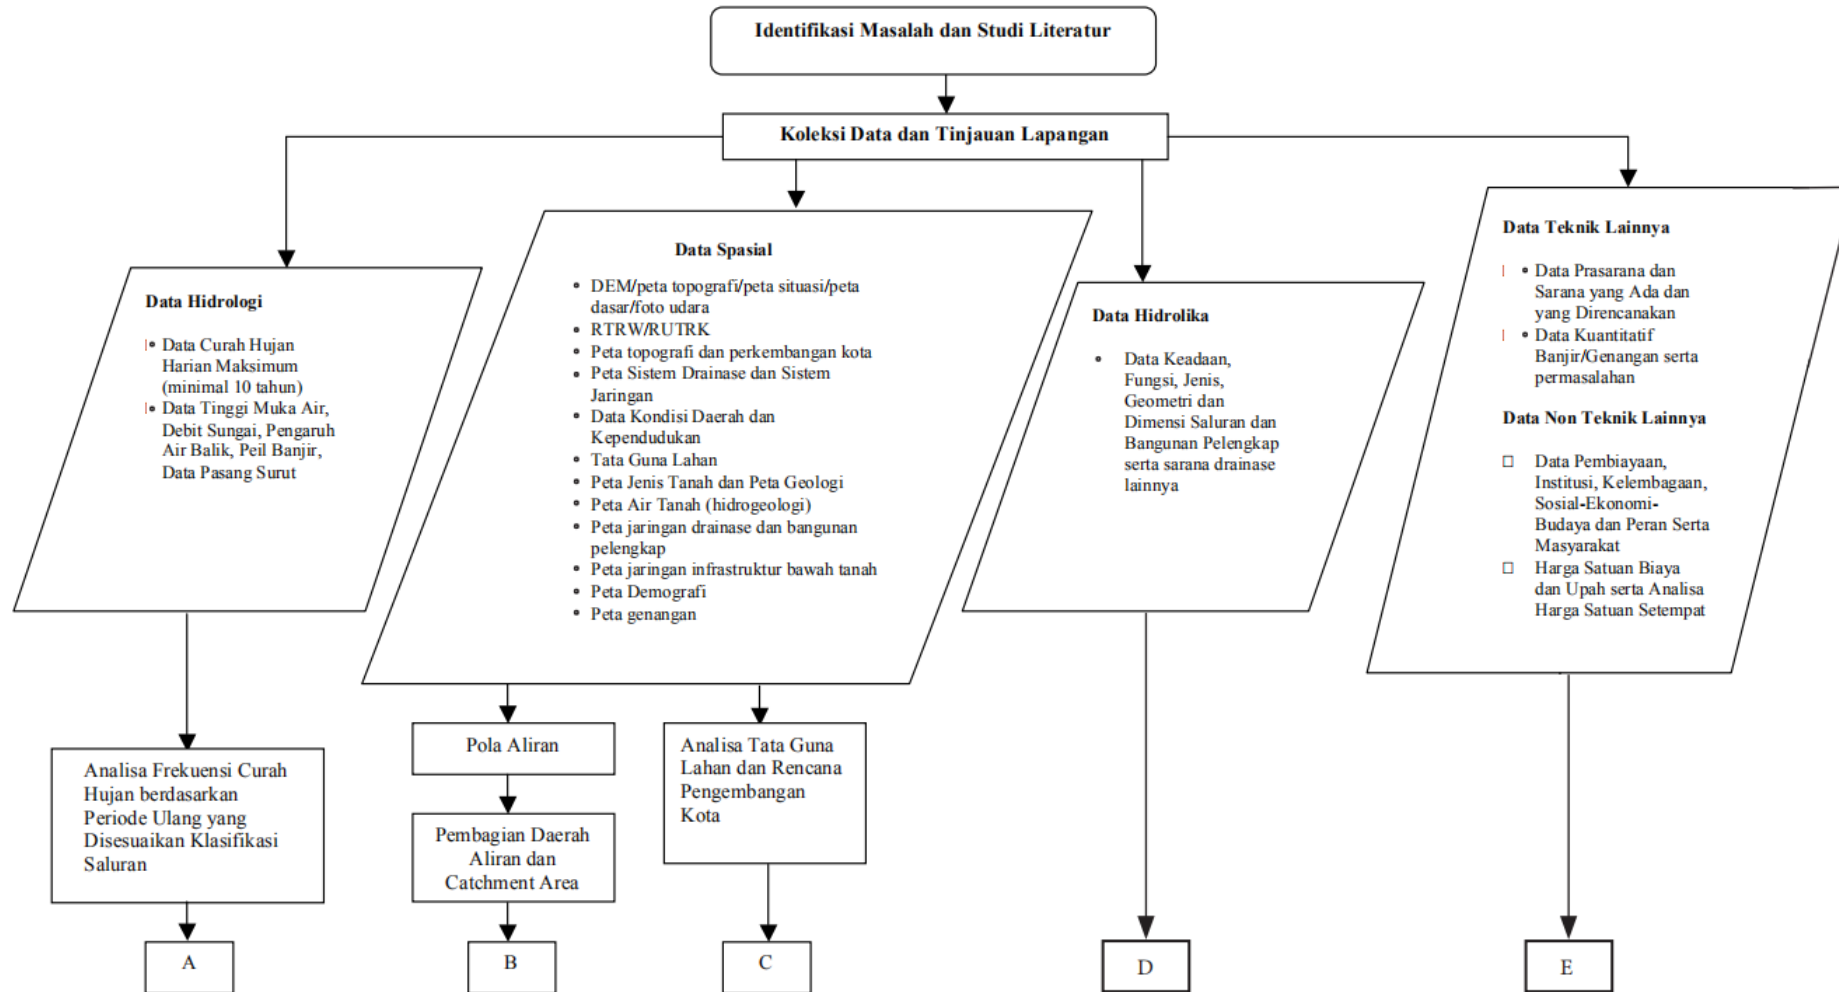 Identifikasi Masalah dan Studi Literatur
Koleksi Data dan Tinjauan Lapangan
Data Hidrologi
• Data Curah Hujan
Harian Maksimum
(minimal 10 tahun)
• Data Tinggi Muka Air,
Debit Sungai, Pengaruh
Air Balik, Peil Banjir,
Data Pasang Surut
Data Spasial
• DEM/peta topografi/peta situasi/peta
dasar/foto udara
• RTRW/RUTRK
• Peta topografi dan perkembangan kota
• Peta Sistem Drainase dan Sistem
Jaringan
• Data Kondisi Daerah dan
Kependudukan
• Tata Guna Lahan
• Peta Jenis Tanah dan Peta Geologi
• Peta Air Tanah (hidrogeologi)
• Peta jaringan drainase dan bangunan
pelengkap
• Peta jaringan infrastruktur bawah tanah
• Peta Demografi
• Peta genangan
Data Hidrolika
• Data Keadaan,
Fungsi, Jenis,
Geometri dan
Dimensi Saluran dan
Bangunan Pelengkap
serta sarana drainase
lainnya
Data Teknik Lainnya
• Data Prasarana dan
Sarana yang Ada dan
yang Direncanakan
• Data Kuantitatif
Banjir/Genangan serta
permasalahan
Data Non Teknik Lainnya
□ Data Pembiayaan,
Institusi, Kelembagaan,
Sosial-Ekonomi-
Budaya dan Peran Serta
Masyarakat
□ Harga Satuan Biaya
dan Upah serta Analisa
Harga Satuan Setempat
Analisa Frekuensi Curah
Hujan berdasarkan
Periode Ulang yang
Disesuaikan Klasifikasi
Saluran
Pola Aliran
Pembagian Daerah
Aliran dan
Catchment Area
Analisa Tata Guna
Lahan dan Rencana
Pengembangan
Kota
A
B
C
D
E